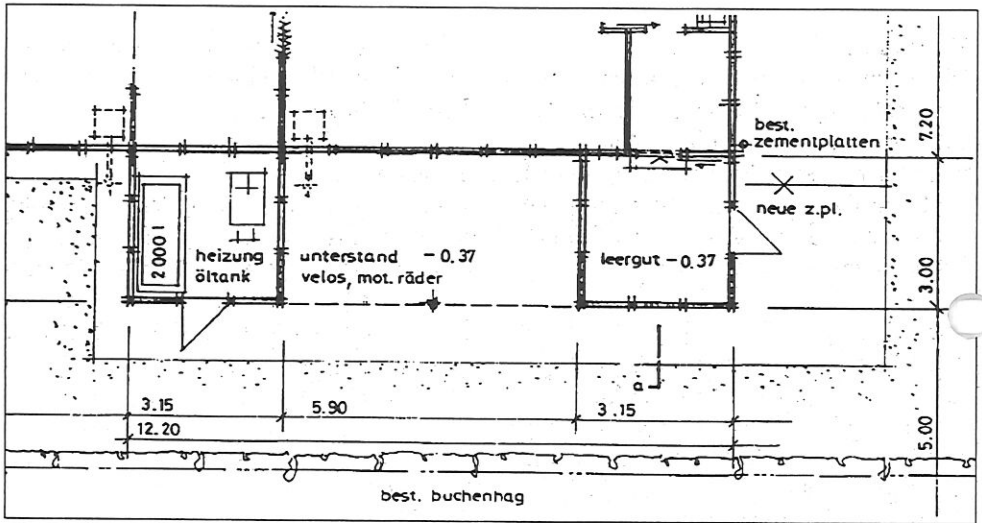 best.
zementplatten
7.20
neue z.pl.
2000 l
heizung
öltank
unterstand -0.37
velos, mot. räder
leergut -0.37
3.00
a
3.15
5.90
3.15
12.20
5.00
best. buchenhag